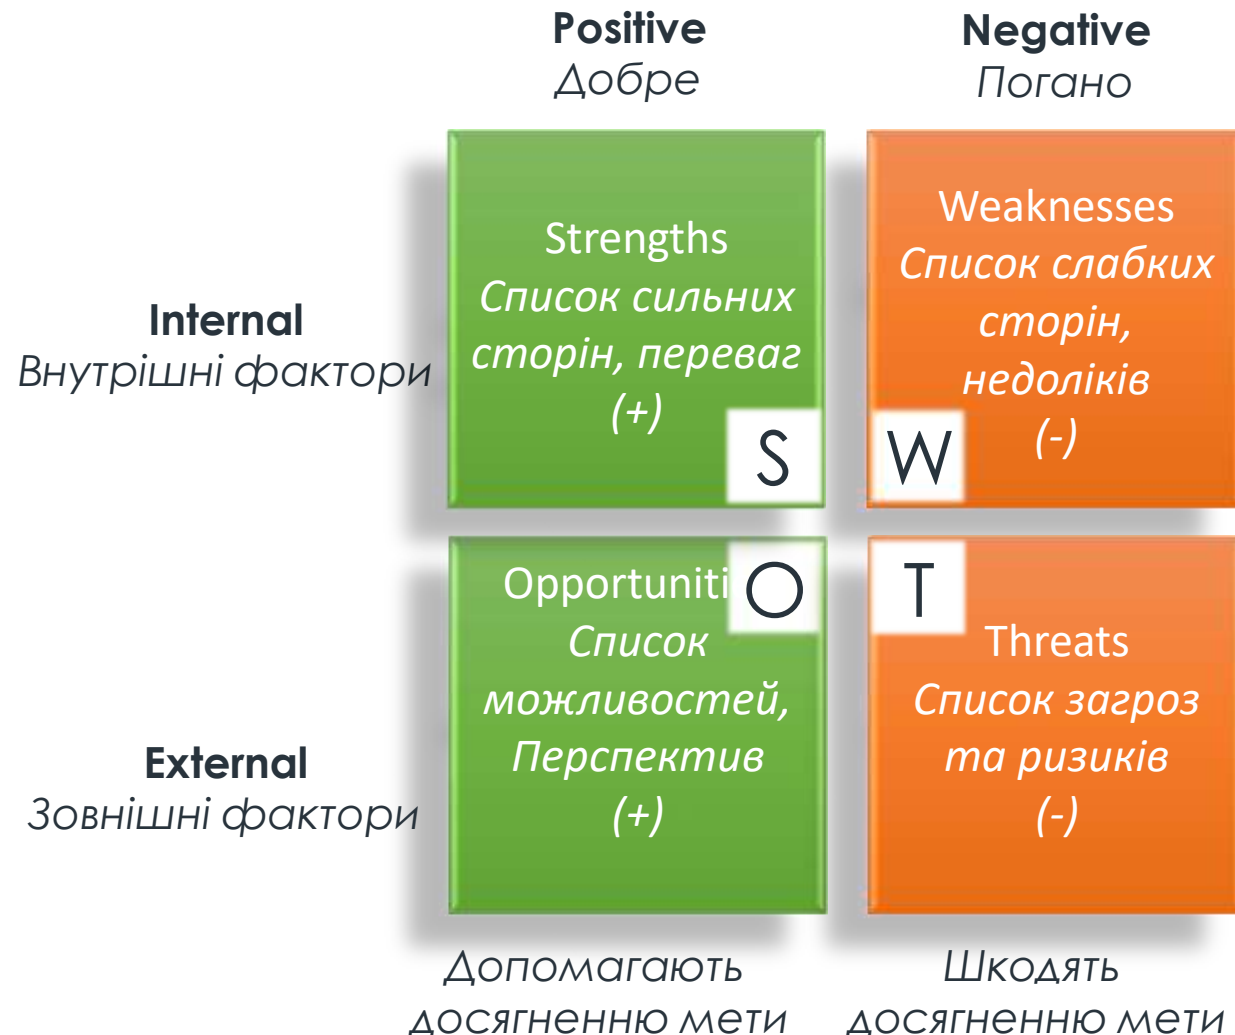 Positive
Добре
Negative
Погано
Internal
Внутрішні фактори
Strengths
Список сильних
сторін, переваг
(+)
S
Weaknesses
Список слабких
сторін,
недоліків
(-)
W
External
Зовнішні фактори
Opportuniti
O
Список
можливостей,
Перспектив
(+)
T
Threats
Список загроз
та ризиків
(-)
Допомагають
досягненню мети
Шкодять
досягненню мети